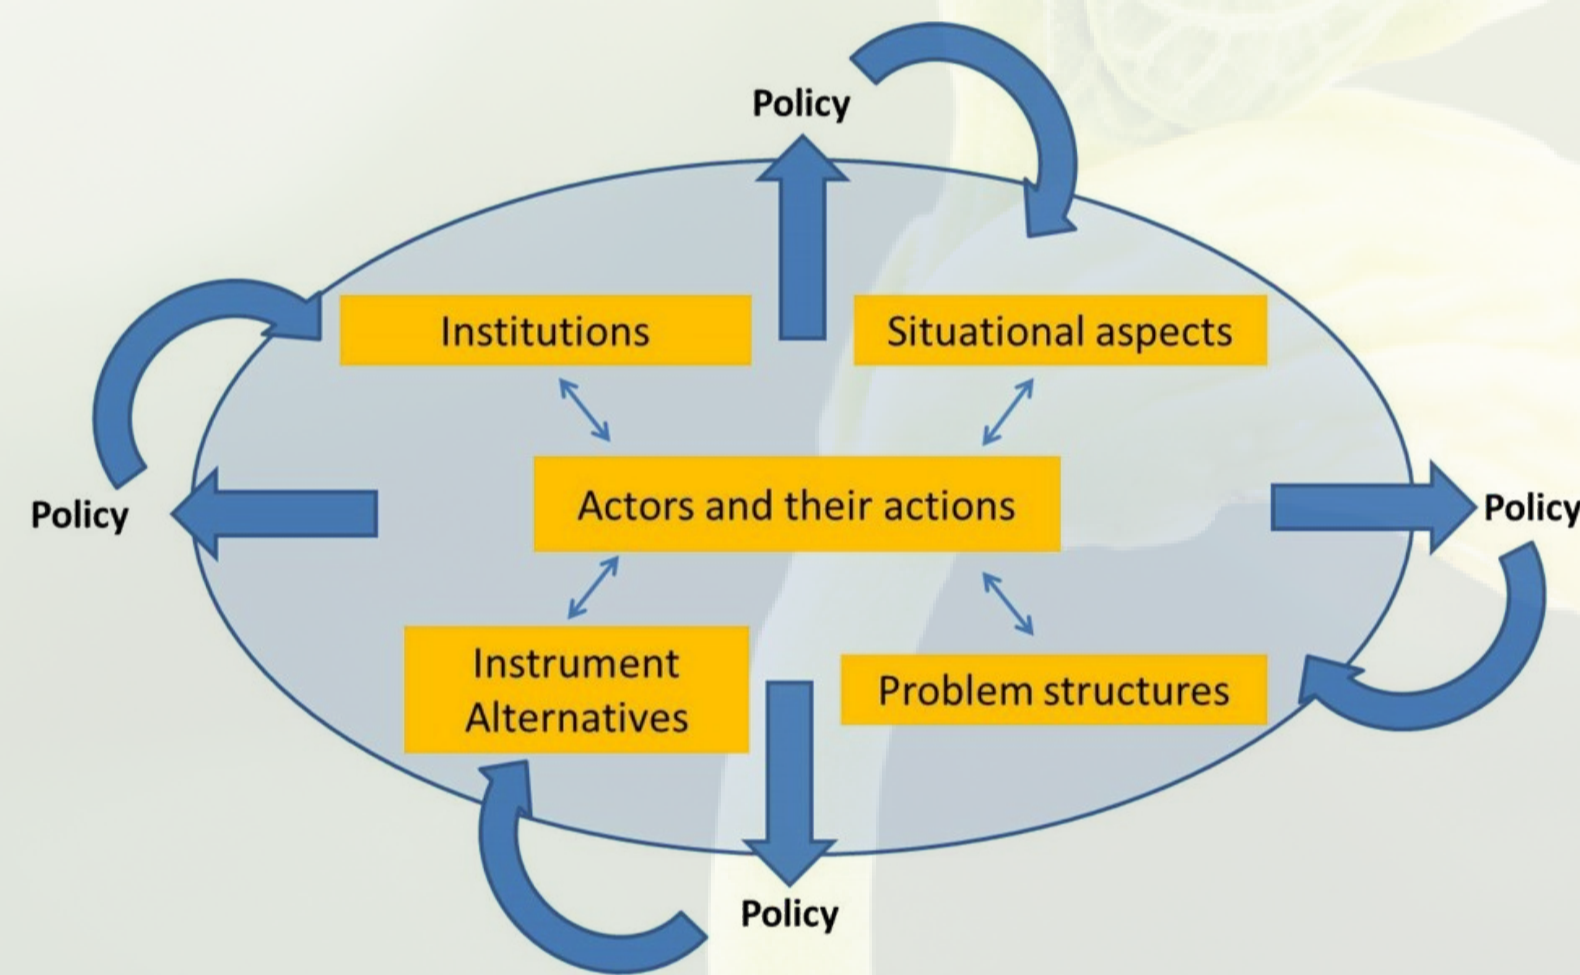 Policy
Institutions
Situational aspects
Actors and their actions
Policy
Policy
Instrument
Alternatives
Problem structures
Policy